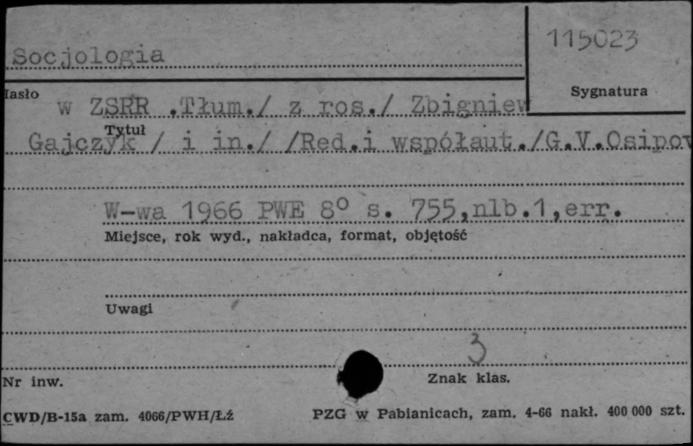 Socjologia
115023
Hasło
Sygnatura
w ZSRR .Tłum./ z ros./ Zbigniew
Tytuł
Gajczyk / i in./ /Red.i współaut./G.V.Osipov
W-wa 1966 PWE 8° s. 755,nlb.1,err.
Miejsce, rok wyd., nakładca, format, objętość
Uwagi
3
Nr inw.
Znak klas.
CWD/B-15a zam. 4066/PWH/Łź
PZG w Pabianicach, zam. 4-66 nakł. 400 000 szt.